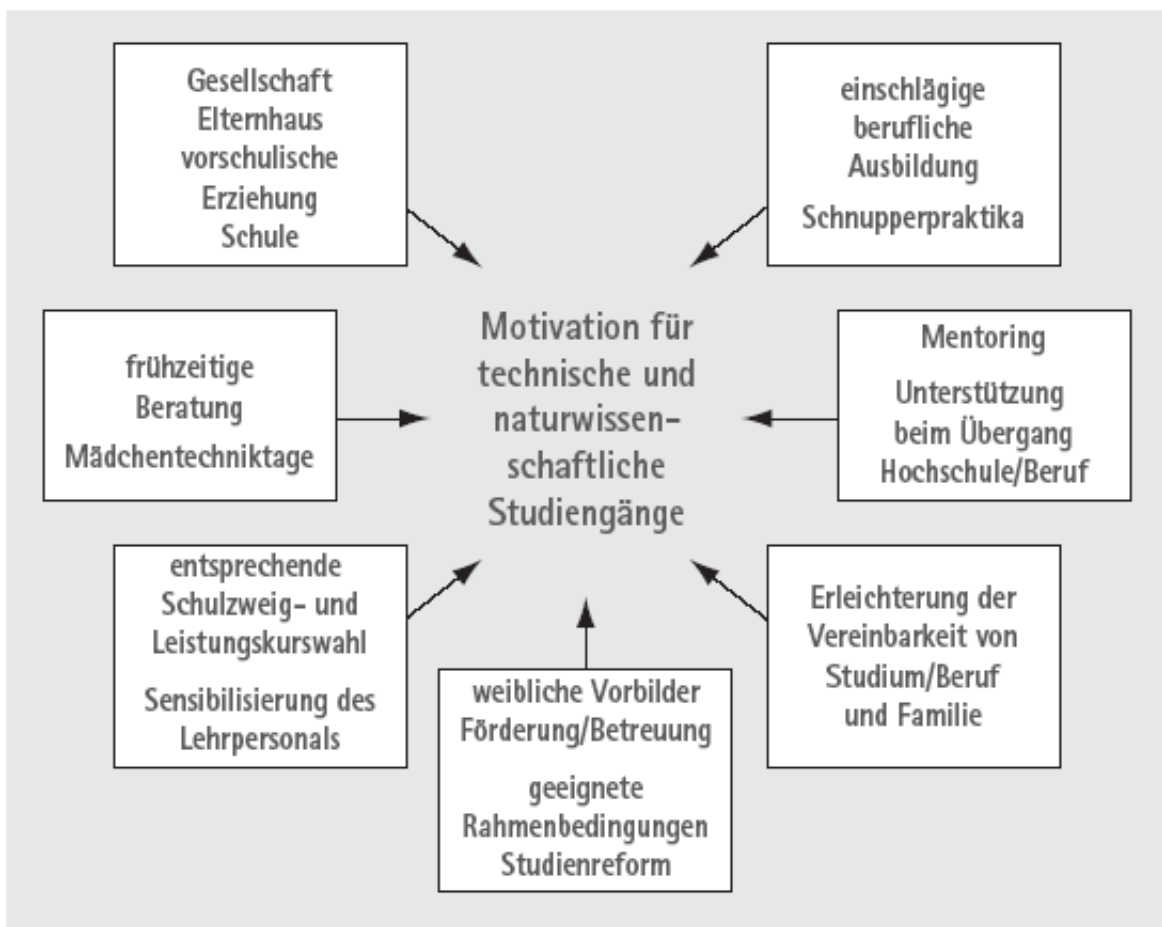 Gesellschaft
Elternhaus
vorschulische
Erziehung
Schule
einschlägige
berufliche
Ausbildung
Schnupperpraktika
frühzeitige
Beratung
Mädchentechniktage
Motivation für
technische und
naturwissen-
schaftliche
Studiengänge
Mentoring
Unterstützung
beim Übergang
Hochschule/Beruf
entsprechende
Schulzweig- und
Leistungskurswahl
Sensibilisierung des
Lehrpersonals
weibliche Vorbilder
Förderung/Betreuung
geeignete
Rahmenbedingungen
Studienreform
Erleichterung der
Vereinbarkeit von
Studium/Beruf
und Familie